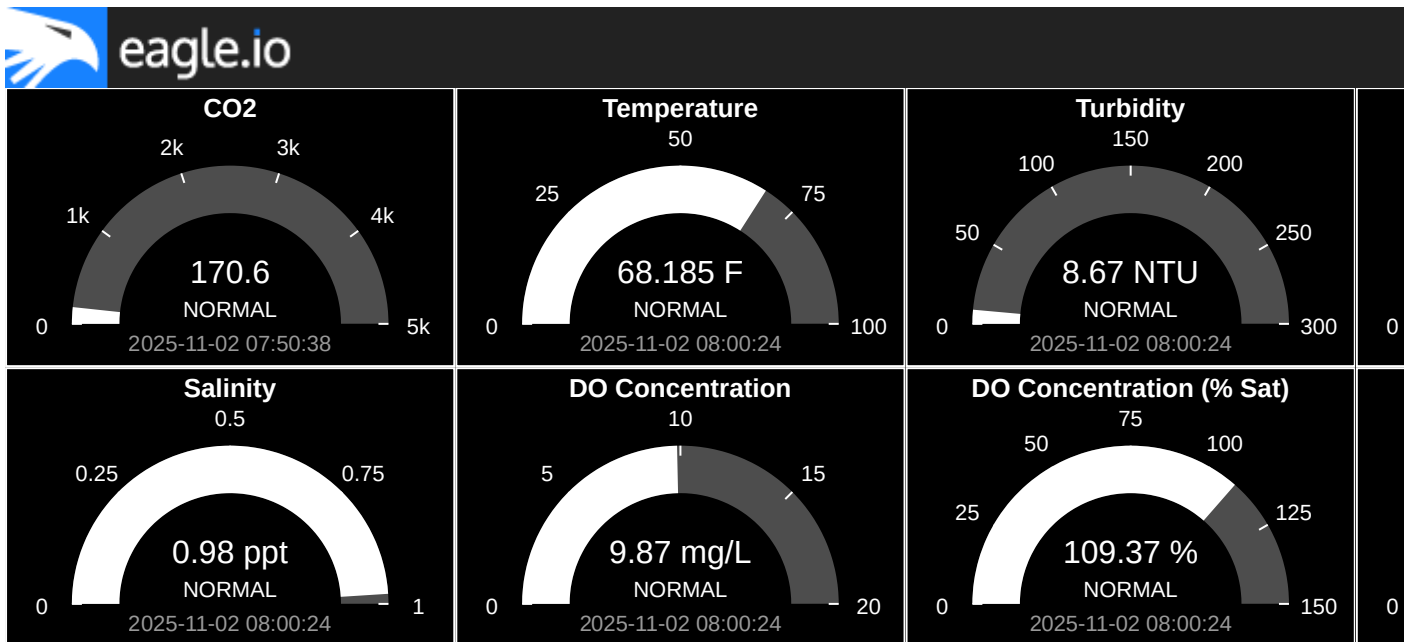 eagle.io
CO2
2k 3k
1k 4k
0 5k
170.6
NORMAL
2025-11-02 07:50:38
Temperature
50
25 75
0 100
68.185 F
NORMAL
2025-11-02 08:00:24
Turbidity
150
100 200
50 250
0 300
8.67 NTU
NORMAL
2025-11-02 08:00:24
0
Salinity
0.5
0.25 0.75
0 1
0.98 ppt
NORMAL
2025-11-02 08:00:24
DO Concentration
10
5 15
0 20
9.87 mg/L
NORMAL
2025-11-02 08:00:24
DO Concentration (% Sat)
75
50 100
25 125
0 150
109.37 %
NORMAL
2025-11-02 08:00:24
0